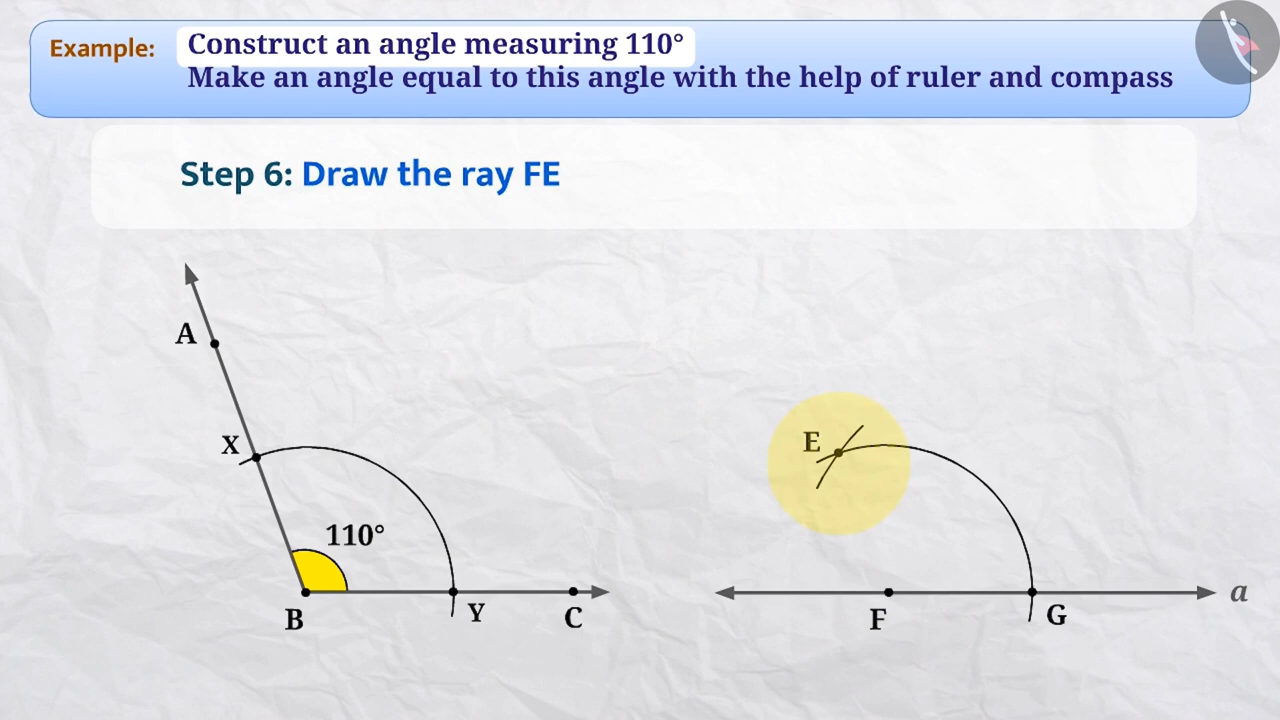 Example: Construct an angle measuring 110°
Make an angle equal to this angle with the help of ruler and compass
Step 6: Draw the ray FE
A
X
E
110°
a
B
Y
C
F
G